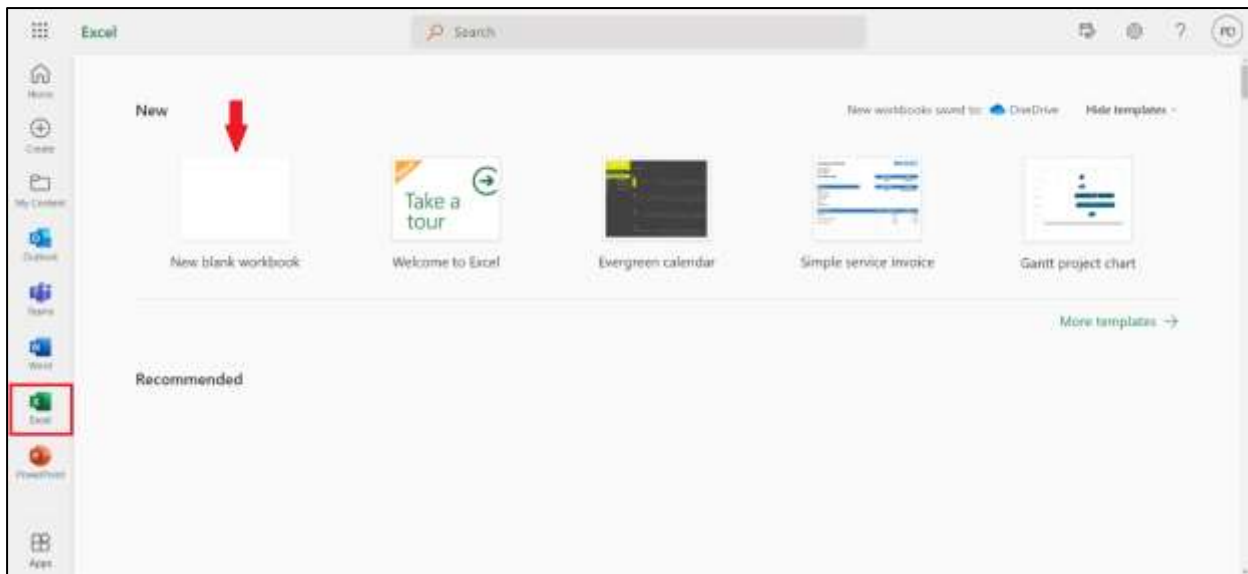 Excel
Search
?
PD
Home
Create
My Content
Outlook
Teams
Word
Excel
PowerPoint
Apps
New
New workbooks saved to: OneDrive
Hide templates
Take a
tour
New blank workbook
Welcome to Excel
Evergreen calendar
Simple service invoice
Gantt project chart
More templates →
Recommended